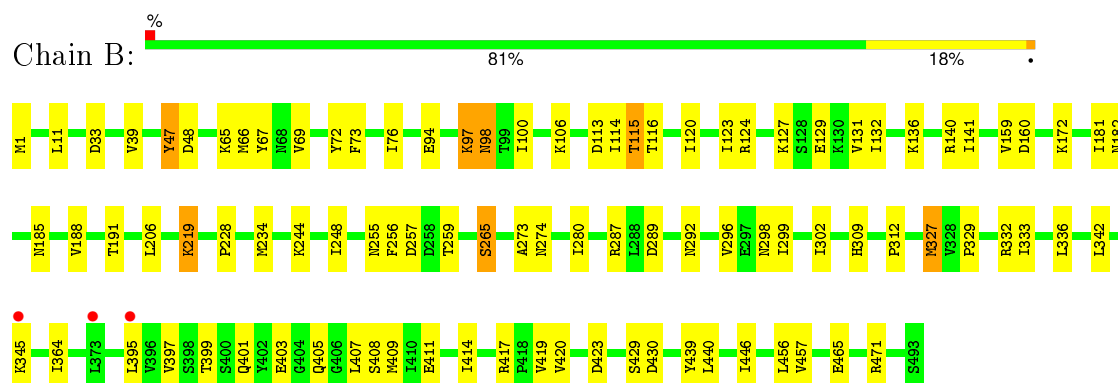 %
Chain B:
81% 18% •
M1 L11 D33 V39 Y47 D48 K65 M66 Y67 N68 V69 Y72 F73 I76 E94 K97 N98 T99 I100 K106 D113 I114 T115 T116 I120 I123 R124 K127 S128 E129 K130 V131 I132 K136 R140 I141 V159 D160 K172 I181 N182
N185 V188 T191 L206 K219 P228 M234 K244 I248 N255 F256 D257 D258 T259 S265 A273 N274 I280 R287 L288 D289 N292 V296 E297 N298 I299 I302 H309 P312 M327 V328 P329 R332 I333 L336 L342
K345 I364 L373 L395 V396 V397 S398 T399 S400 Q401 Y402 E403 G404 Q405 G406 L407 S408 M409 I410 E411 I414 R417 P418 V419 V420 D423 S429 D430 Y439 L440 I446 L456 V457 E465 R471 S493